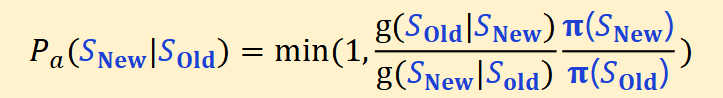 Pa(SNew|SOld) = min(1, g(SOld|SNew) π(SNew) / g(SNew|Sold) π(SOld))